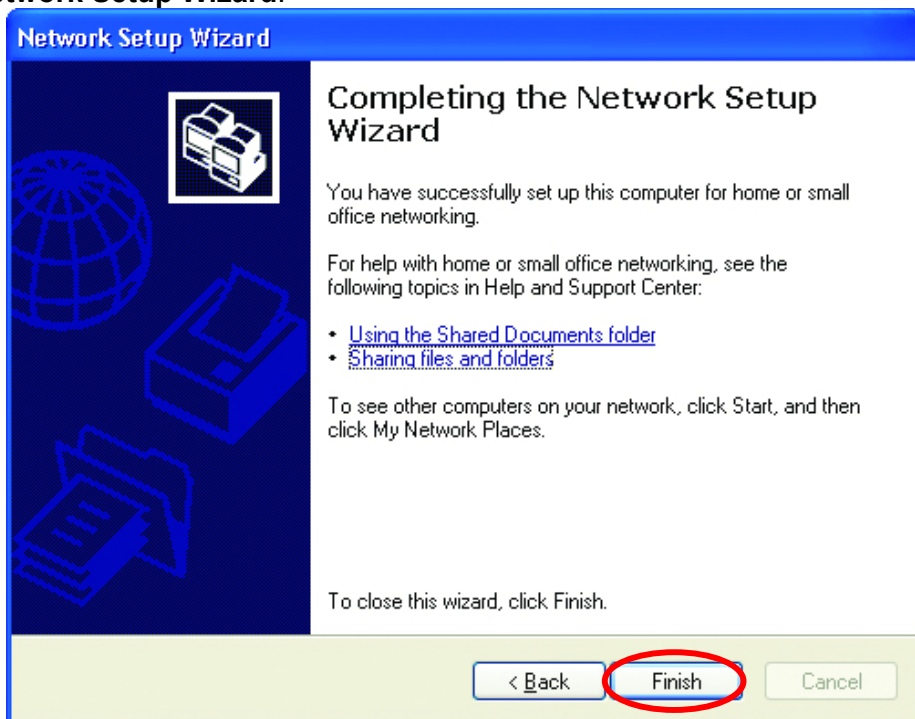 Setup Wizard.
Network Setup Wizard
Completing the Network Setup
Wizard
You have successfully set up this computer for home or small
office networking.
For help with home or small office networking, see the
following topics in Help and Support Center:
• Using the Shared Documents folder
• Sharing files and folders
To see other computers on your network, click Start, and then
click My Network Places.
To close this wizard, click Finish.
< Back Finish Cancel